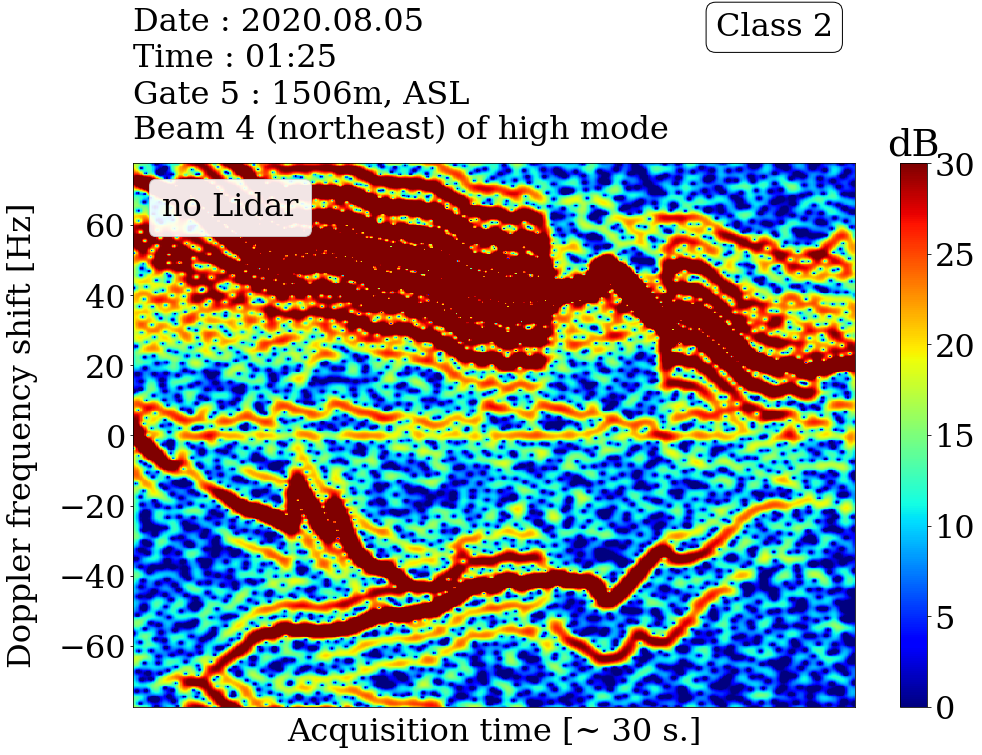 Date : 2020.08.05
Time : 01:25
Gate 5 : 1506m, ASL
Beam 4 (northeast) of high mode
Class 2
dB
no Lidar
Doppler frequency shift [Hz]
60
40
20
0
−20
−40
−60
30
25
20
15
10
5
0
Acquisition time [~ 30 s.]